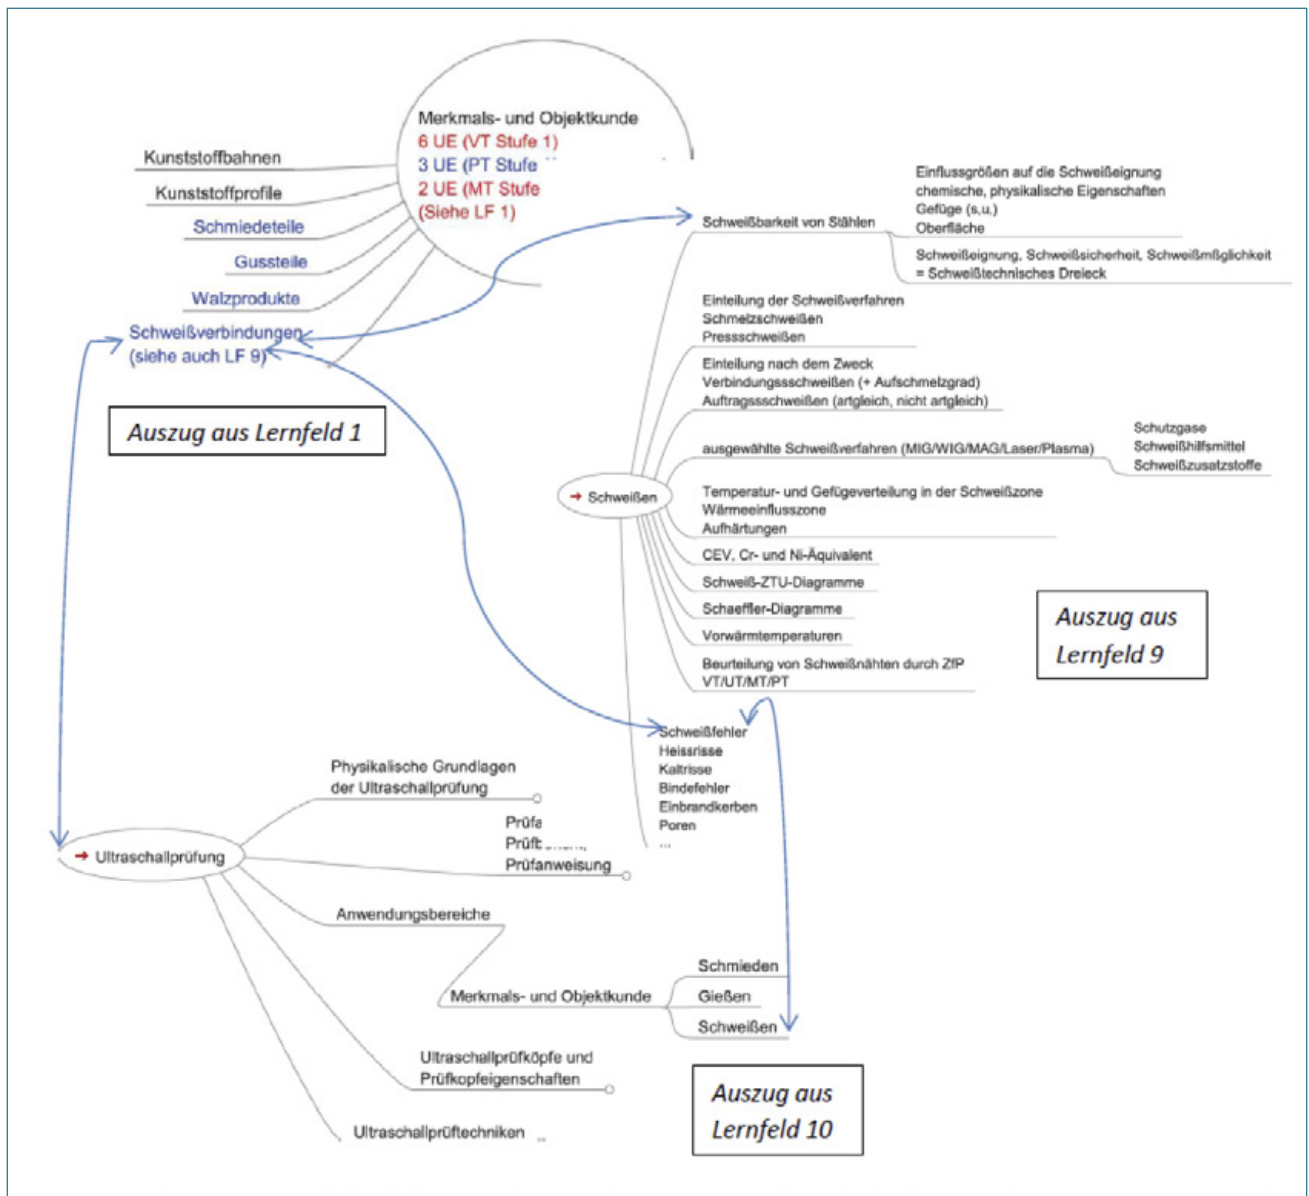 Merkmals- und Objektkunde
6 UE (VT Stufe 1)
3 UE (PT Stufe
2 UE (MT Stufe
(Siehe LF 1)
Kunststoffbahnen
Kunststoffprofile
Schmiedeteile
Gussteile
Walzprodukte
Schweißverbindungen
(siehe auch LF 9)
Auszug aus Lernfeld 1
Schweißbarkeit von Stählen
Einflussgrößen auf die Schweißeignung
chemische, physikalische Eigenschaften
Gefüge (s.u.)
Oberfläche
Schweißeignung, Schweißsicherheit, Schweißmßglichkeit
= Schweißtechnisches Dreieck
Einteilung der Schweißverfahren
Schmelzschweißen
Pressschweißen
Einteilung nach dem Zweck
Verbindungssschweißen (+ Aufschmelzgrad)
Auftragssschweißen (artgleich, nicht artgleich)
ausgewählte Schweißverfahren (MIG/WIG/MAG/Laser/Plasma)
Schutzgase
Schweißhilfsmittel
Schweißzusatzstoffe
→ Schweißen
Temperatur- und Gefügeverteilung in der Schweißzone
Wärmeeinflusszone
Aufhärtungen
CEV, Cr- und Ni-Äquivalent
Schweiß-ZTU-Diagramme
Schaeffler-Diagramme
Vorwärmtemperaturen
Beurteilung von Schweißnähten durch ZfP
VT/UT/MT/PT
Auszug aus
Lernfeld 9
Schweißfehler
Heissrisse
Kaltrisse
Bindefehler
Einbrandkerben
Poren
...
→ Ultraschallprüfung
Physikalische Grundlagen
der Ultraschallprüfung
Prüfanweisung
Anwendungsbereiche
Merkmals- und Objektkunde
Schmieden
Gießen
Schweißen
Ultraschallprüfköpfe und
Prüfkopfeigenschaften
Ultraschallprüftechniken
Auszug aus
Lernfeld 10